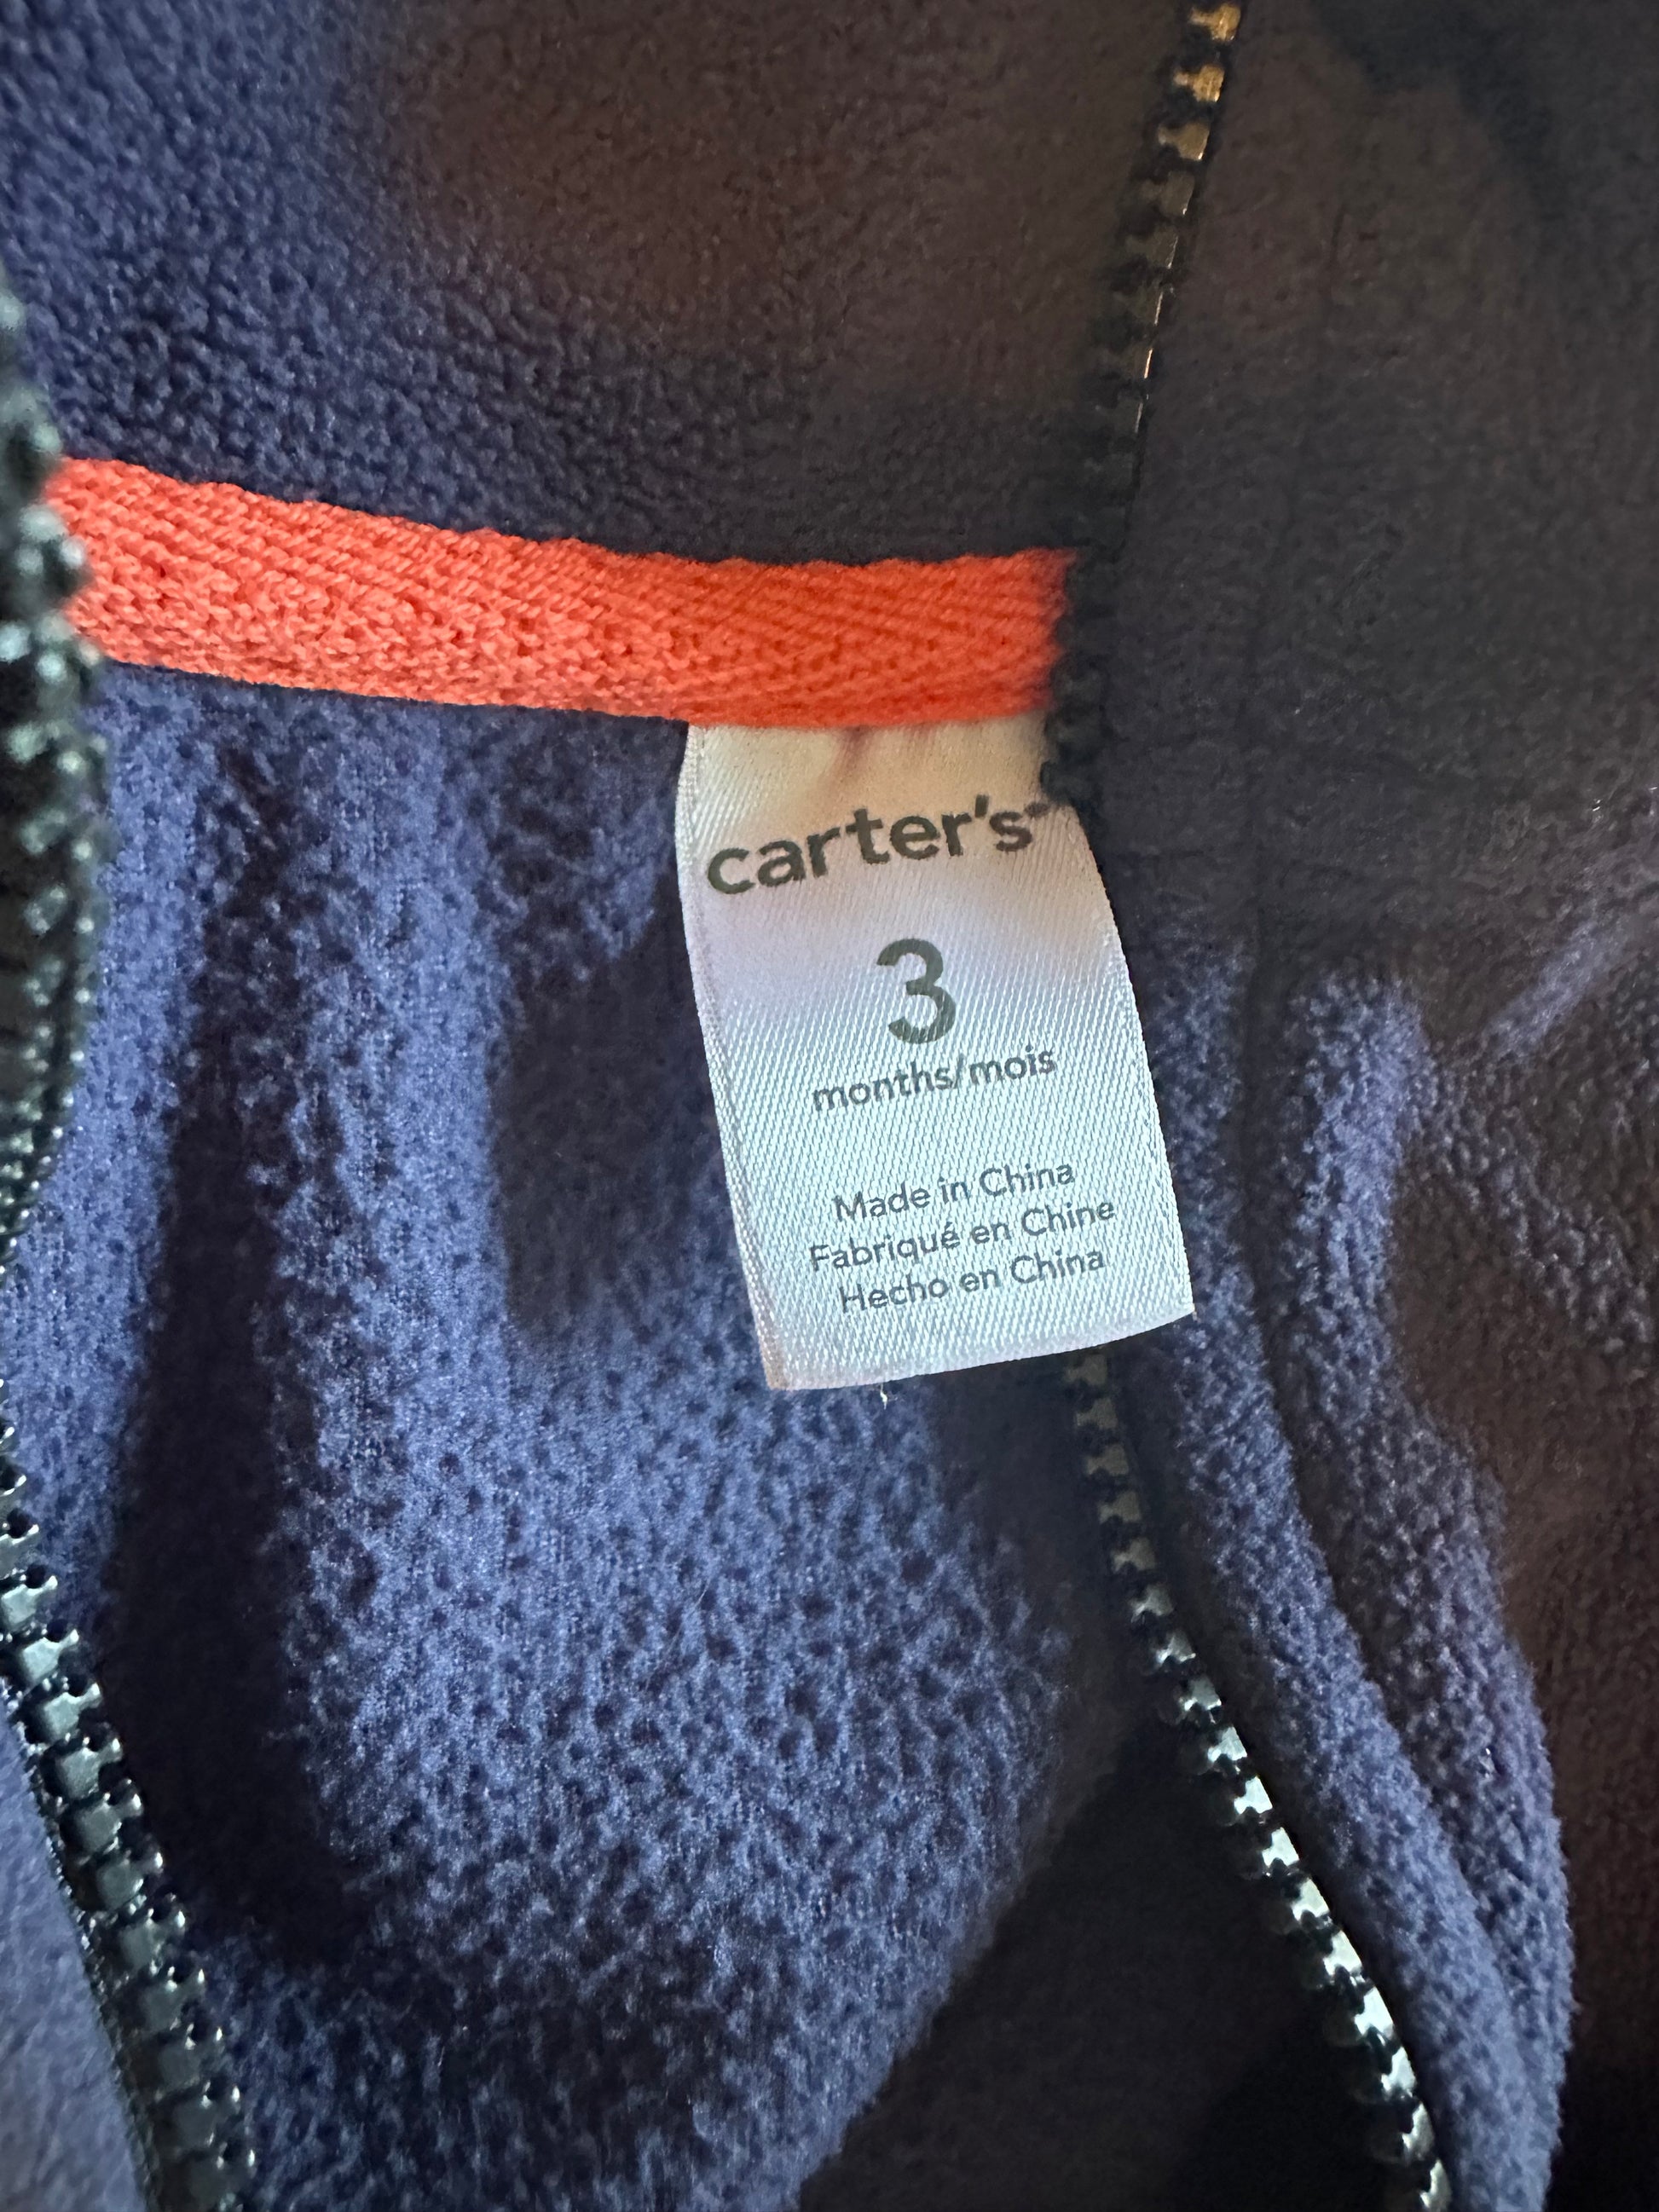 carter's
3
months/mois
Made in China
Fabriqué en Chine
Hecho en China